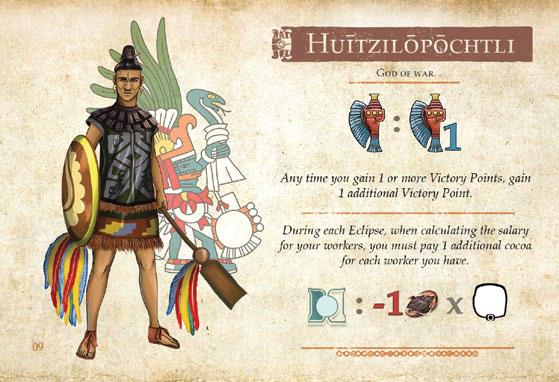 HUĪTZILŌPŌCHTLI
GOD OF WAR
: 1
Any time you gain 1 or more Victory Points, gain
1 additional Victory Point.
During each Eclipse, when calculating the salary
for your workers, you must pay 1 additional cocoa
for each worker you have.
: -1 x
09